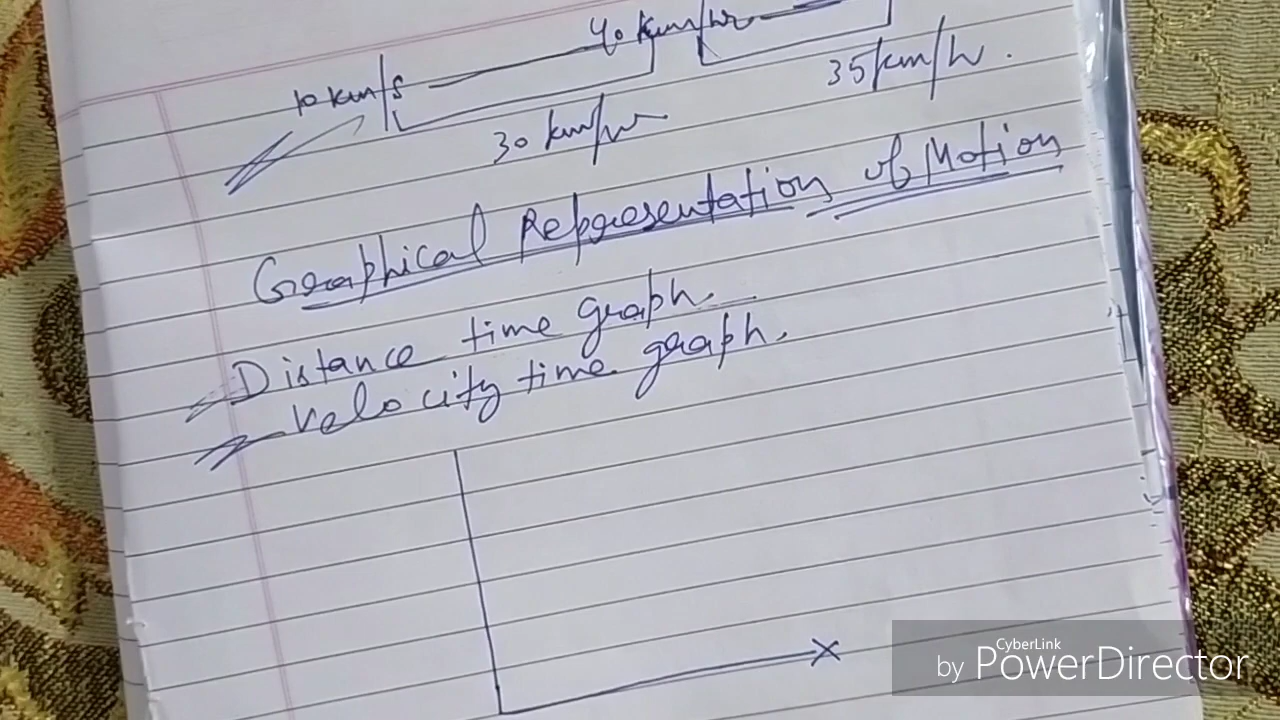 40 km/hr
10 km/s
35 km/hr.
30 km/hr
Graphical Representation of Motion
Distance time graph.
Velocity time graph.
X
CyberLink
by PowerDirector